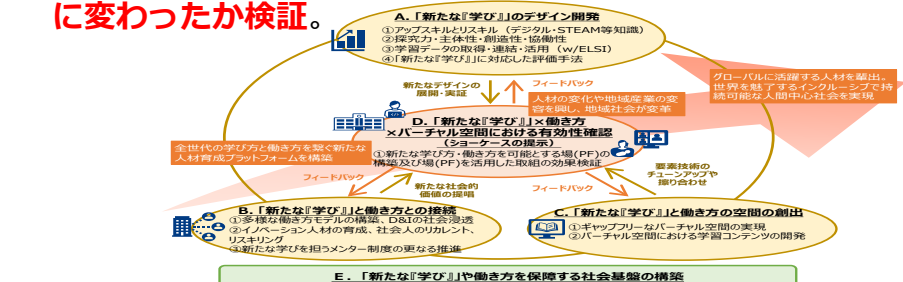 に変わったか検証。
A.「新たな『学び』」のデザイン開発
①アップスキルとリスキル（デジタル・STEAM等知識）
②探究力・主体性・創造性・協働性
③学習データの取得・連結・活用（w/ELSI）
④「新たな『学び』」に対応した評価手法
新たなデザインの
展開・実証
フィードバック
グローバルに活躍する人材を輩出。
世界を魅了するインクルーシブで持
続可能な人間中心社会を実現
人材の変化や地域産業の変
容を興し、地域社会が変革
D.「新たな『学び』」×働き方
×バーチャル空間における有効性確認
（ショーケースの提示）
①新たな学び方・働き方を可能とする場(PF)の
構築及び場(PF)を活用した取組の効果検証
全世代の学び方と働き方を繋ぐ新たな
人材育成プラットフォームを構築
フィードバック
新たな社会的
価値の提唱
フィードバック
要素技術の
チューンアップや
擦り合わせ
B.「新たな『学び』」と働き方との接続
①多様な働き方モデルの構築、D&Iの社会浸透
②イノベーション人材の育成、社会人のリカレント、
リスキリング
③新たな学びを担うメンター制度の更なる推進
C.「新たな『学び』」と働き方の空間の創出
①ギャップフリーなバーチャル空間の実現
②バーチャル空間における学習コンテンツの開発
E．「新たな『学び』」や働き方を保障する社会基盤の構築